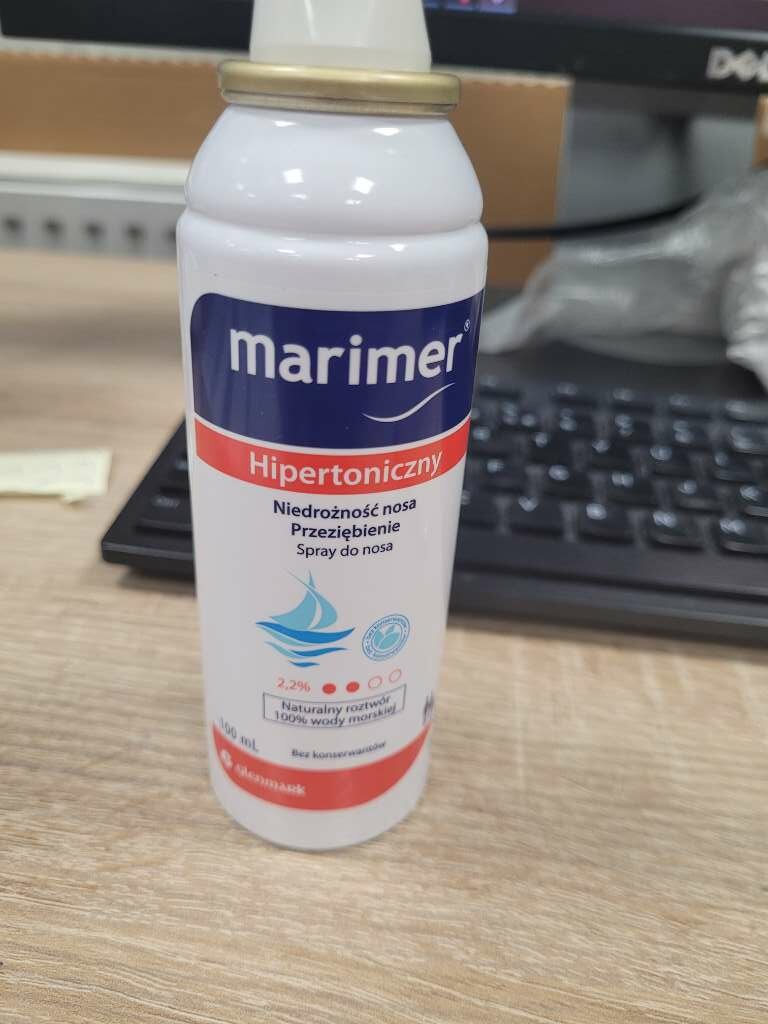 DELL
marimer®
Hipertoniczny
Niedrożność nosa
Przeziębienie
Spray do nosa
2,2%
Naturalny roztwór
100% wody morskiej
100 mL
Bez konserwantów
Glenmark